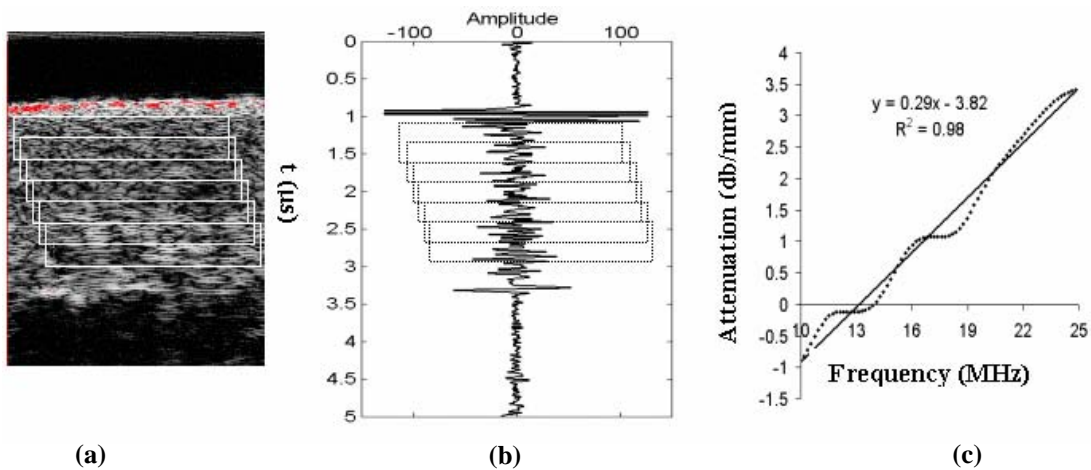 Amplitude
-100 0 100
0
0.5
1
1.5
2
2.5
3
3.5
4
4.5
5
t (μs)
4
3.5
3
2.5
2
1.5
1
0.5
0
-0.5
-1
-1.5
y = 0.29x - 3.82
R² = 0.98
Attenuation (db/mm)
10 13 16 19 22 25
Frequency (MHz)
(a) (b) (c)